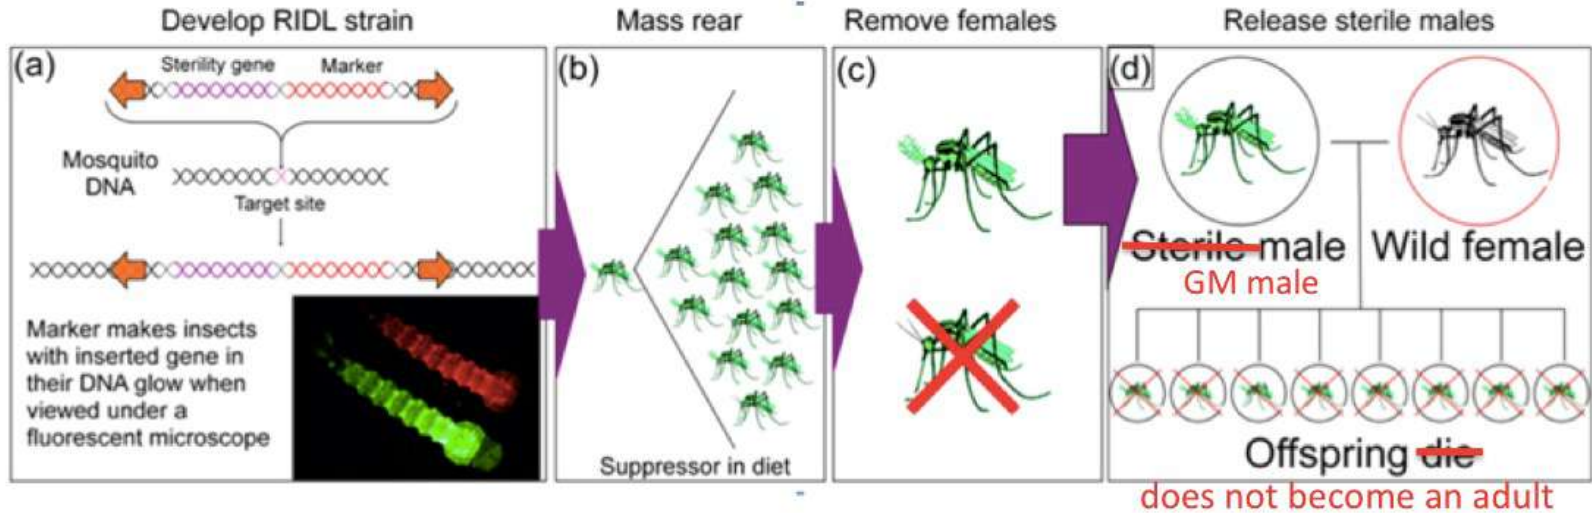 Develop RIDL strain
Mass rear
Remove females
Release sterile males
(a)
Sterility gene
Marker
Mosquito
DNA
Target site
Marker makes insects
with inserted gene in
their DNA glow when
viewed under a
fluorescent microscope
(b)
Suppressor in diet
(c)
(d)
Sterile male
GM male
Wild female
Offspring die
does not become an adult